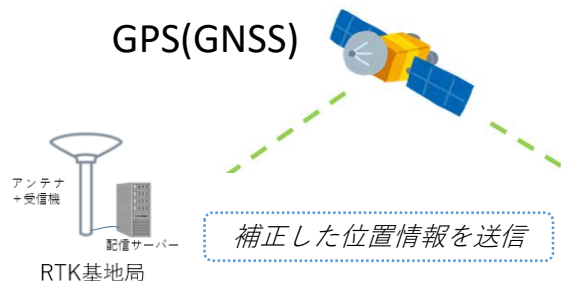 GPS(GNSS)
アンテナ
+受信機
配信サーバー
補正した位置情報を送信
RTK基地局